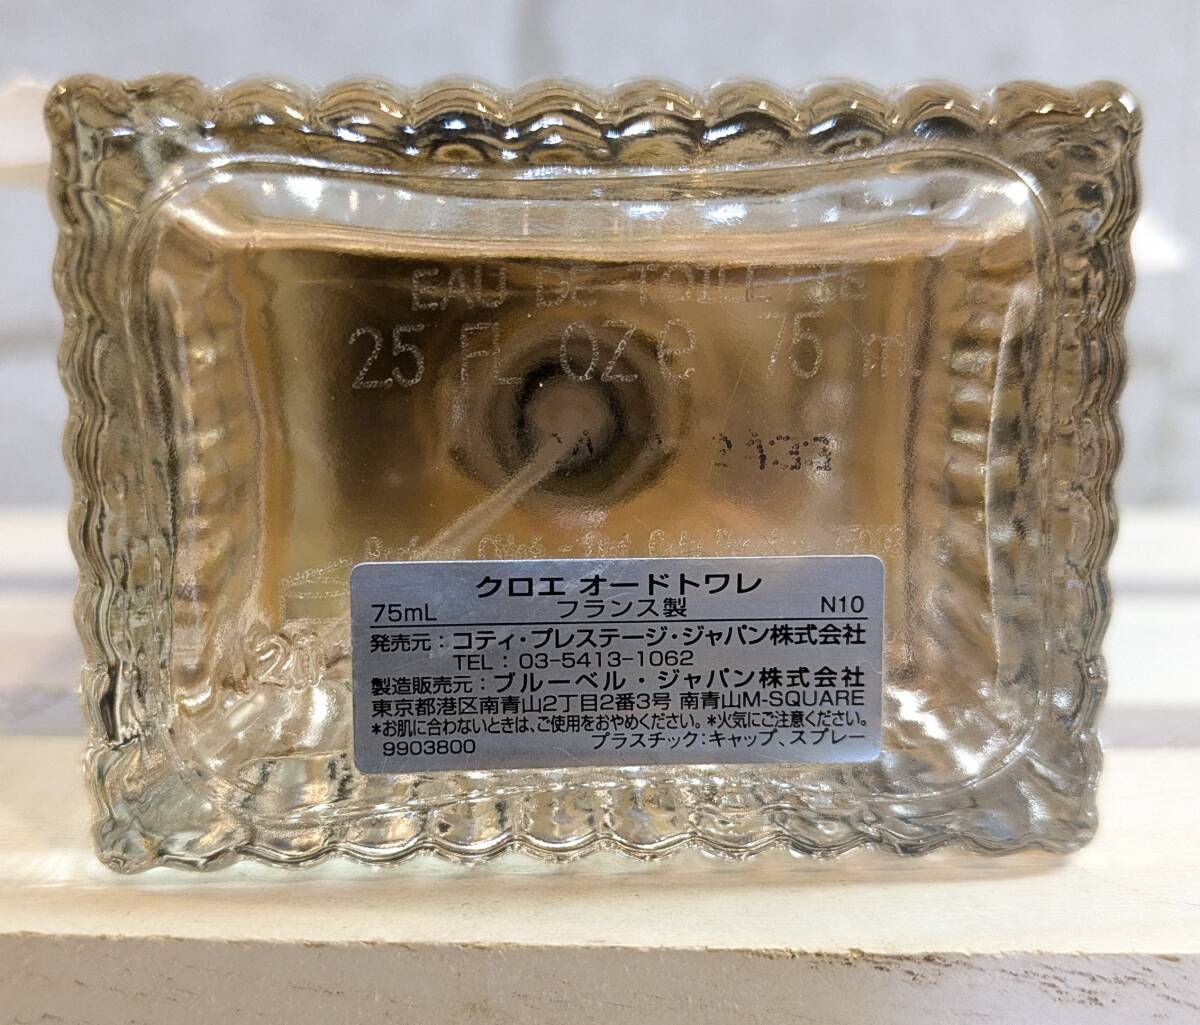 EAU DE TOILETTE
2.5 FL OZ e 75 ml
2133
クロエ オードトワレ
75mL フランス製 N10
発売元：コティ・プレステージ・ジャパン株式会社
TEL：03-5413-1062
製造販売元：ブルーベル・ジャパン株式会社
東京都港区南青山2丁目2番3号 南青山M-SQUARE
*お肌に合わないときは、ご使用をおやめください。*火気にご注意ください。
9903800 プラスチック：キャップ、スプレー